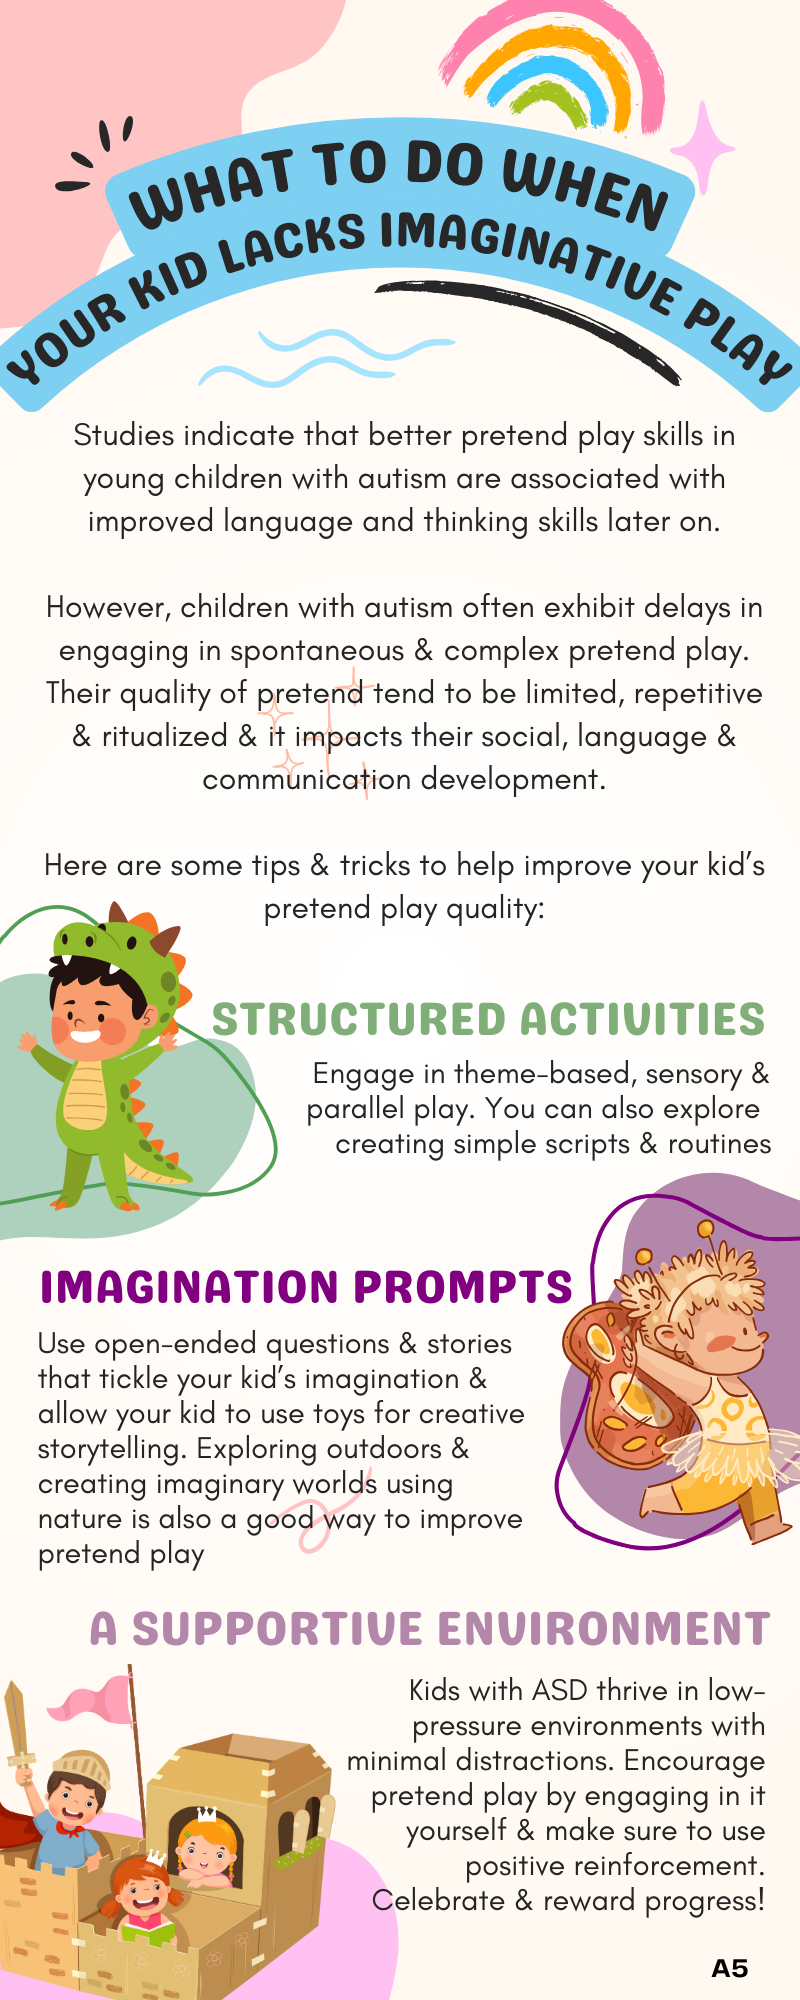 WHAT TO DO WHEN
YOUR KID LACKS IMAGINATIVE PLAY
Studies indicate that better pretend play skills in
young children with autism are associated with
improved language and thinking skills later on.
However, children with autism often exhibit delays in
engaging in spontaneous & complex pretend play.
Their quality of pretend tend to be limited, repetitive
& ritualized & it impacts their social, language &
communication development.
Here are some tips & tricks to help improve your kid's
pretend play quality:
STRUCTURED ACTIVITIES
Engage in theme-based, sensory &
parallel play. You can also explore
creating simple scripts & routines
IMAGINATION PROMPTS
Use open-ended questions & stories
that tickle your kid's imagination &
allow your kid to use toys for creative
storytelling. Exploring outdoors &
creating imaginary worlds using
nature is also a good way to improve
pretend play
A SUPPORTIVE ENVIRONMENT
Kids with ASD thrive in low-
pressure environments with
minimal distractions. Encourage
pretend play by engaging in it
yourself & make sure to use
positive reinforcement.
Celebrate & reward progress!
A5